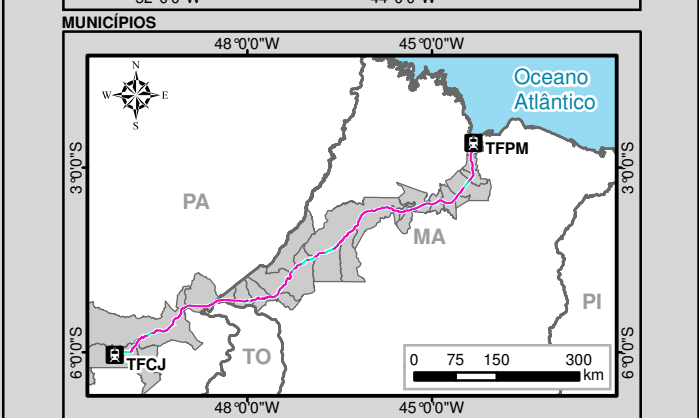 MUNICÍPIOS
48°0'0"W 45°0'0"W
N
W E
S
Oceano
Atlântico
TFPM
3°0'0"S 3°0'0"S
PA
MA
PI
TO
TFCJ
6°0'0"S 6°0'0"S
0 75 150 300
km
48°0'0"W 45°0'0"W